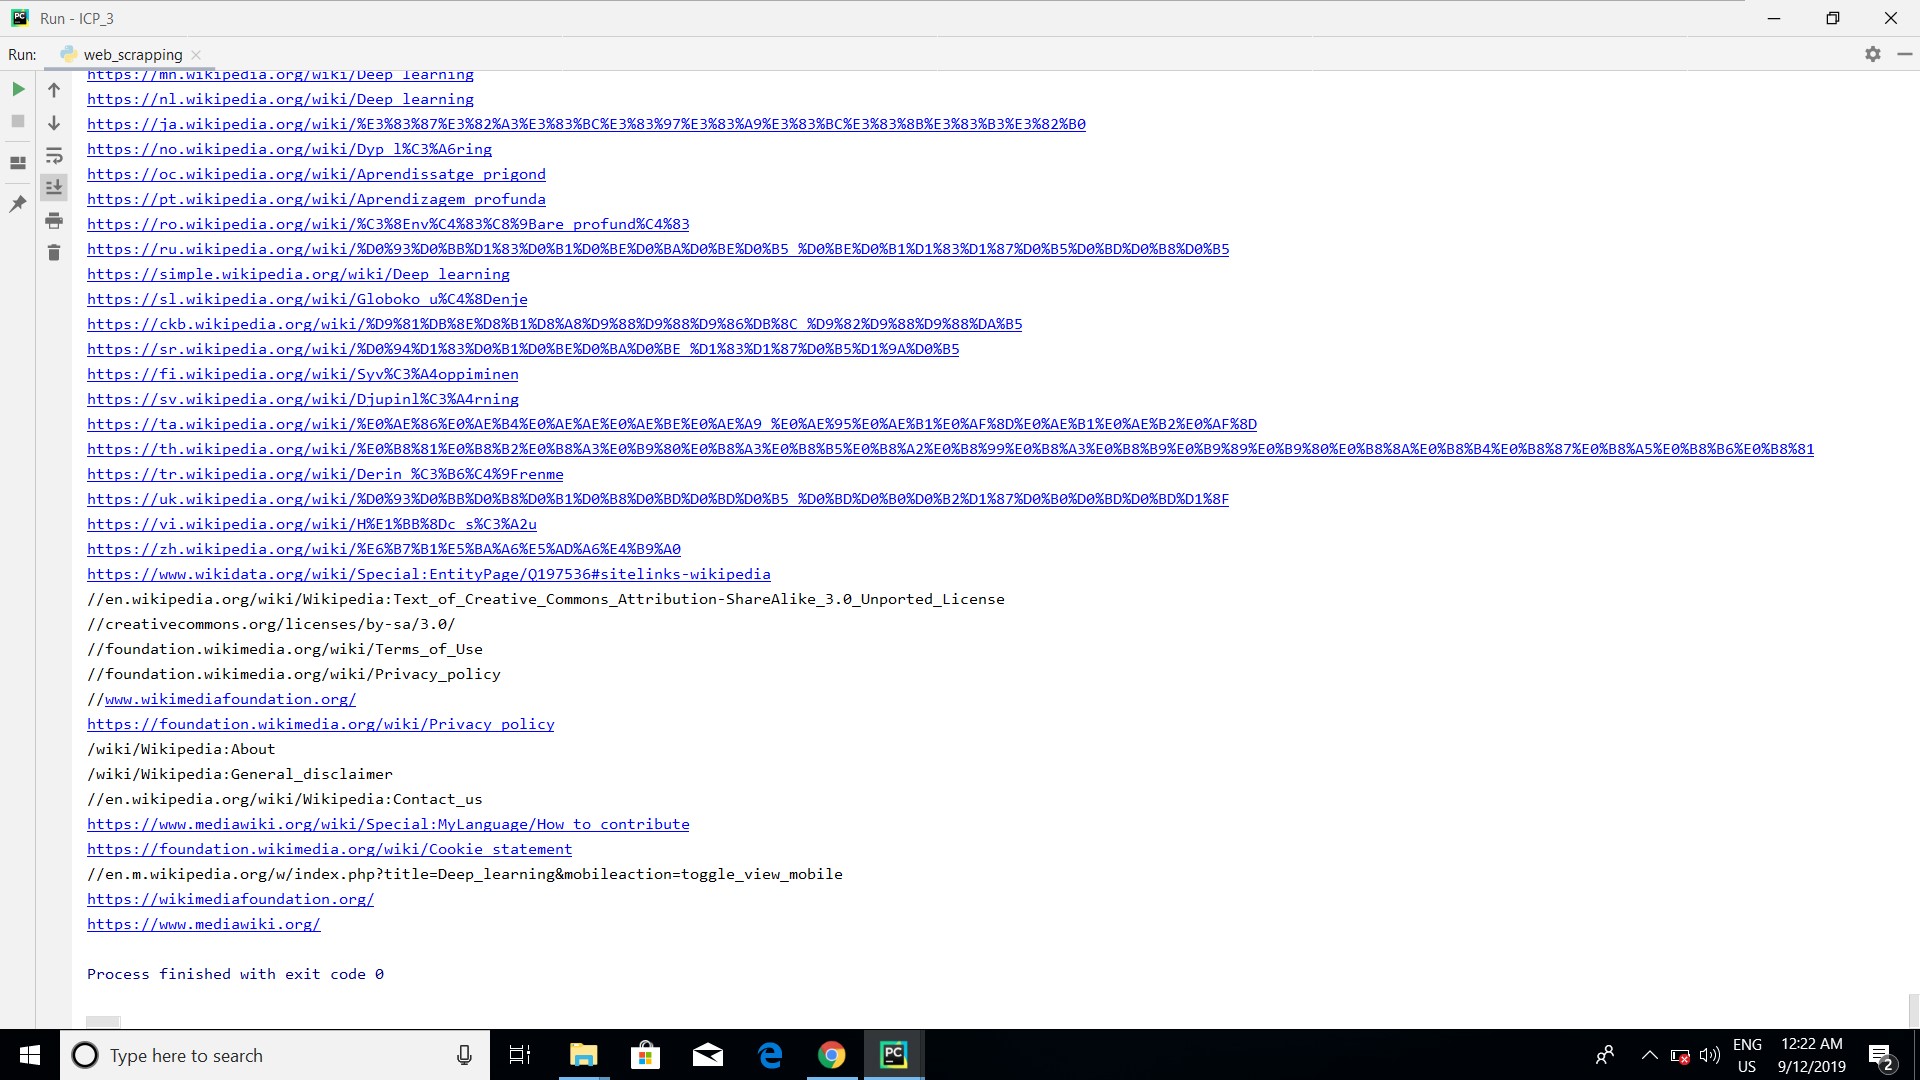 Run - ICP_3
Run: web_scrapping
https://mn.wikipedia.org/wiki/Deep_learning
https://nl.wikipedia.org/wiki/Deep_learning
https://ja.wikipedia.org/wiki/%E3%83%87%E3%82%A3%E3%83%BC%E3%83%97%E3%83%A9%E3%83%BC%E3%83%8B%E3%83%B3%E3%82%B0
https://no.wikipedia.org/wiki/Dyp_l%C3%A6ring
https://oc.wikipedia.org/wiki/Aprendissatge_prigond
https://pt.wikipedia.org/wiki/Aprendizagem_profunda
https://ro.wikipedia.org/wiki/%C3%8Env%C4%83%C8%9Bare_profund%C4%83
https://ru.wikipedia.org/wiki/%D0%93%D0%BB%D1%83%D0%B1%D0%BE%D0%BA%D0%BE%D0%B5_%D0%BE%D0%B1%D1%83%D1%87%D0%B5%D0%BD%D0%B8%D0%B5
https://simple.wikipedia.org/wiki/Deep_learning
https://sl.wikipedia.org/wiki/Globoko_u%C4%8Denje
https://ckb.wikipedia.org/wiki/%D9%81%DB%8E%D8%B1%D8%A8%D9%88%D9%88%D9%86%DB%8C_%D9%82%D9%88%D9%88%DA%B5
https://sr.wikipedia.org/wiki/%D0%94%D1%83%D0%B1%D0%BE%D0%BA%D0%BE_%D1%83%D1%87%D0%B5%D1%9A%D0%B5
https://fi.wikipedia.org/wiki/Syv%C3%A4oppiminen
https://sv.wikipedia.org/wiki/Djupinl%C3%A4rning
https://ta.wikipedia.org/wiki/%E0%AE%86%E0%AE%B4%E0%AE%AE%E0%AE%BE%E0%AE%A9_%E0%AE%95%E0%AE%B1%E0%AF%8D%E0%AE%B1%E0%AE%B2%E0%AF%8D
https://th.wikipedia.org/wiki/%E0%B8%81%E0%B8%B2%E0%B8%A3%E0%B9%80%E0%B8%A3%E0%B8%B5%E0%B8%A2%E0%B8%99%E0%B8%A3%E0%B8%B9%E0%B9%89%E0%B9%80%E0%B8%8A%E0%B8%B4%E0%B8%87%E0%B8%A5%E0%B8%B6%E0%B8%81
https://tr.wikipedia.org/wiki/Derin_%C3%B6%C4%9Frenme
https://uk.wikipedia.org/wiki/%D0%93%D0%BB%D0%B8%D0%B1%D0%B8%D0%BD%D0%BD%D0%B5_%D0%BD%D0%B0%D0%B2%D1%87%D0%B0%D0%BD%D0%BD%D1%8F
https://vi.wikipedia.org/wiki/H%E1%BB%8Dc_s%C3%A2u
https://zh.wikipedia.org/wiki/%E6%B7%B1%E5%BA%A6%E5%AD%A6%E4%B9%A0
https://www.wikidata.org/wiki/Special:EntityPage/Q197536#sitelinks-wikipedia
//en.wikipedia.org/wiki/Wikipedia:Text_of_Creative_Commons_Attribution-ShareAlike_3.0_Unported_License
//creativecommons.org/licenses/by-sa/3.0/
//foundation.wikimedia.org/wiki/Terms_of_Use
//foundation.wikimedia.org/wiki/Privacy_policy
//www.wikimediafoundation.org/
https://foundation.wikimedia.org/wiki/Privacy_policy
/wiki/Wikipedia:About
/wiki/Wikipedia:General_disclaimer
//en.wikipedia.org/wiki/Wikipedia:Contact_us
https://www.mediawiki.org/wiki/Special:MyLanguage/How_to_contribute
https://foundation.wikimedia.org/wiki/Cookie_statement
//en.m.wikipedia.org/w/index.php?title=Deep_learning&mobileaction=toggle_view_mobile
https://wikimediafoundation.org/
https://www.mediawiki.org/
Process finished with exit code 0
Type here to search
ENG
US
12:22 AM
9/12/2019
2